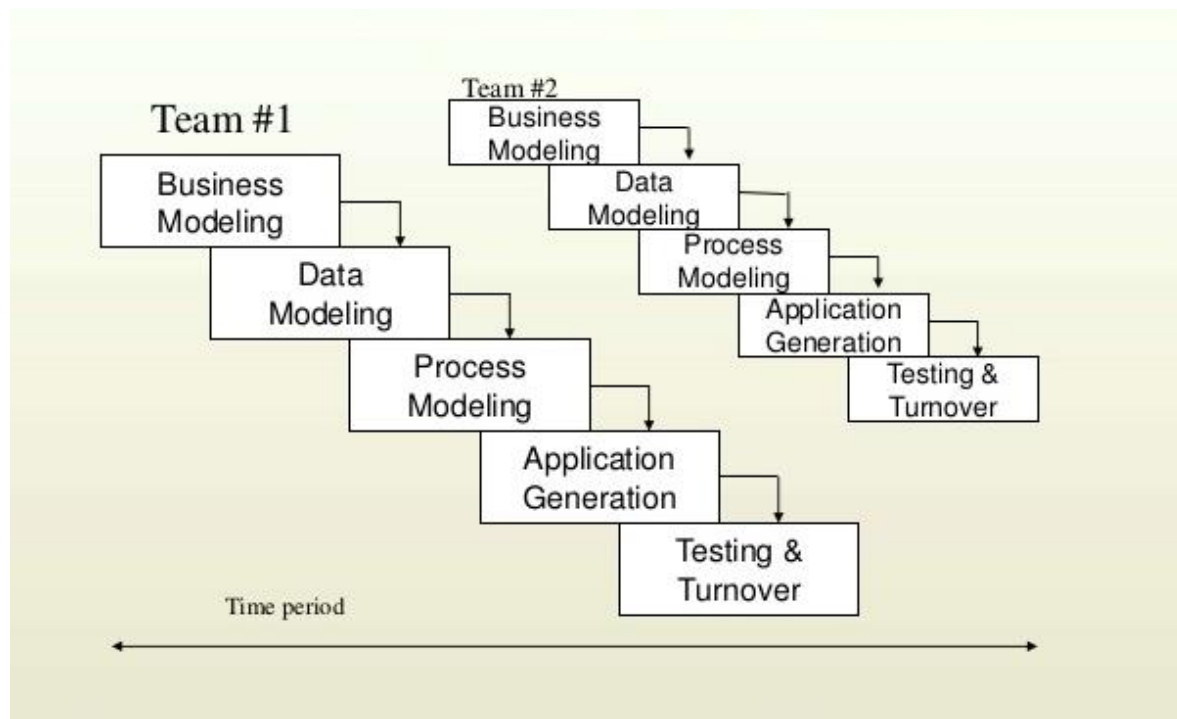 Team #1
Business
Modeling
Data
Modeling
Process
Modeling
Application
Generation
Testing &
Turnover
Team #2
Business
Modeling
Data
Modeling
Process
Modeling
Application
Generation
Testing &
Turnover
Time period